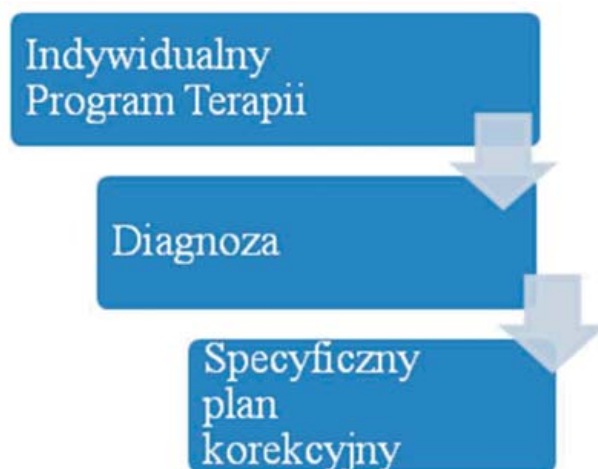 Indywidualny
Program Terapii
Diagnoza
Specyficzny
plan
korekcyjny